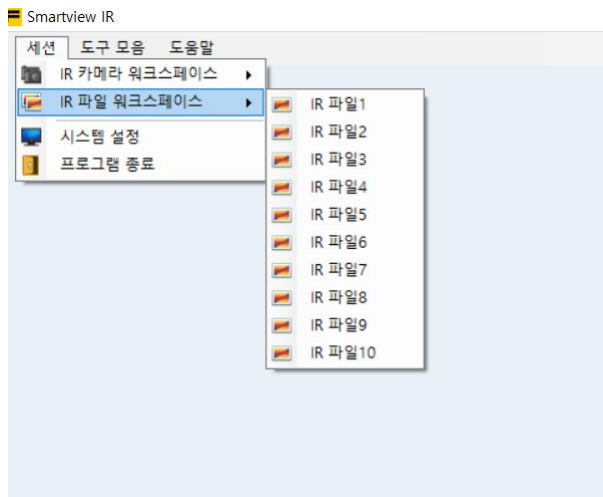 Smartview IR
세션 도구 모음 도움말
IR 카메라 워크스페이스
IR 파일 워크스페이스
시스템 설정
프로그램 종료
IR 파일1
IR 파일2
IR 파일3
IR 파일4
IR 파일5
IR 파일6
IR 파일7
IR 파일8
IR 파일9
IR 파일10